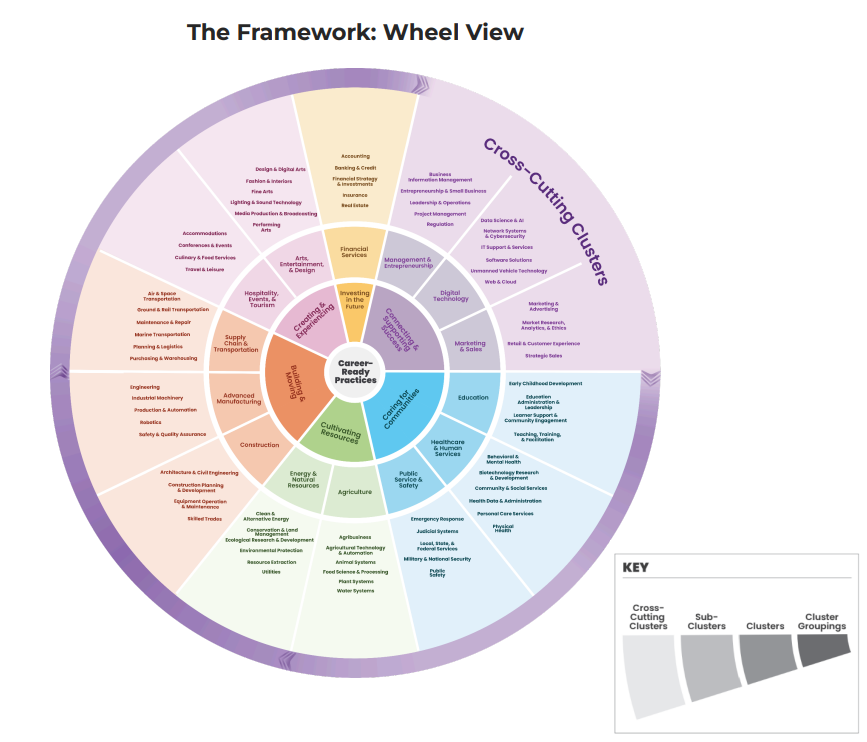 The Framework: Wheel View
Cross-Cutting Clusters
Accounting
Banking & Credit
Financial Strategy
& Investments
Insurance
Real Estate
Business
Information Management
Entrepreneurship & Small Business
Leadership & Operations
Project Management
Regulation
Data Science & AI
Network Systems
& Cybersecurity
IT Support & Services
Software Solutions
Unmanned Vehicle Technology
Web & Cloud
Marketing &
Advertising
Market Research,
Analytics, & Ethics
Retail & Customer Experience
Strategic Sales
Early Childhood Development
Education
Administration &
Leadership
Learner Support &
Community Engagement
Teaching, Training,
& Facilitation
Behavioral &
Mental Health
Biotechnology Research
& Development
Community & Social Services
Health Data & Administration
Personal Care Services
Physical
Health
Emergency Response
Judicial Systems
Local, State, &
Federal Services
Military & National Security
Public
Safety
Agribusiness
Agricultural Technology
& Automation
Animal Systems
Food Science & Processing
Plant Systems
Water Systems
Clean &
Alternative Energy
Conservation & Land
Management
Ecological Research & Development
Environmental Protection
Resource Extraction
Utilities
Architecture & Civil Engineering
Construction Planning
& Development
Equipment Operation
& Maintenance
Skilled Trades
Engineering
Industrial Machinery
Production & Automation
Robotics
Safety & Quality Assurance
Air & Space
Transportation
Ground & Rail Transportation
Maintenance & Repair
Marine Transportation
Planning & Logistics
Purchasing & Warehousing
Accommodations
Conferences & Events
Culinary & Food Services
Travel & Leisure
Design & Digital Arts
Fashion & Interiors
Fine Arts
Lighting & Sound Technology
Media Production & Broadcasting
Performing
Arts
Financial
Services
Management &
Entrepreneurship
Digital
Technology
Marketing
& Sales
Education
Healthcare
& Human
Services
Public
Service &
Safety
Agriculture
Energy &
Natural
Resources
Construction
Advanced
Manufacturing
Supply
Chain &
Transportation
Hospitality,
Events, &
Tourism
Arts,
Entertainment,
& Design
Investing
in the
Future
Connecting &
Supporting
Success
Caring for
Communities
Cultivating
Resources
Building &
Moving
Creating &
Experiencing
Career-
Ready
Practices
KEY
Cross-
Cutting
Clusters
Sub-
Clusters
Clusters
Cluster
Groupings